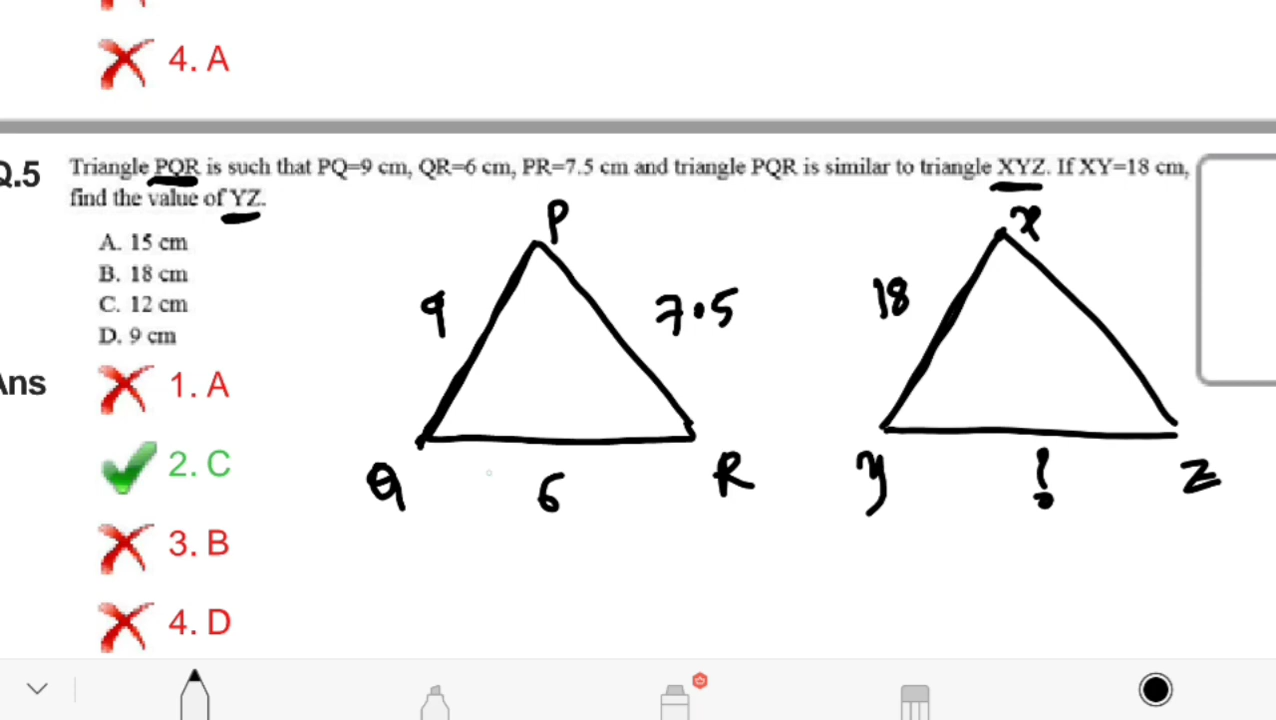 4. A
Q.5 Triangle PQR is such that PQ=9 cm, QR=6 cm, PR=7.5 cm and triangle PQR is similar to triangle XYZ. If XY=18 cm,
find the value of YZ.
A. 15 cm
B. 18 cm
C. 12 cm
D. 9 cm
Ans
1. A
2. C
3. B
4. D
P
9
7.5
Q
6
R
X
18
Y
?
Z